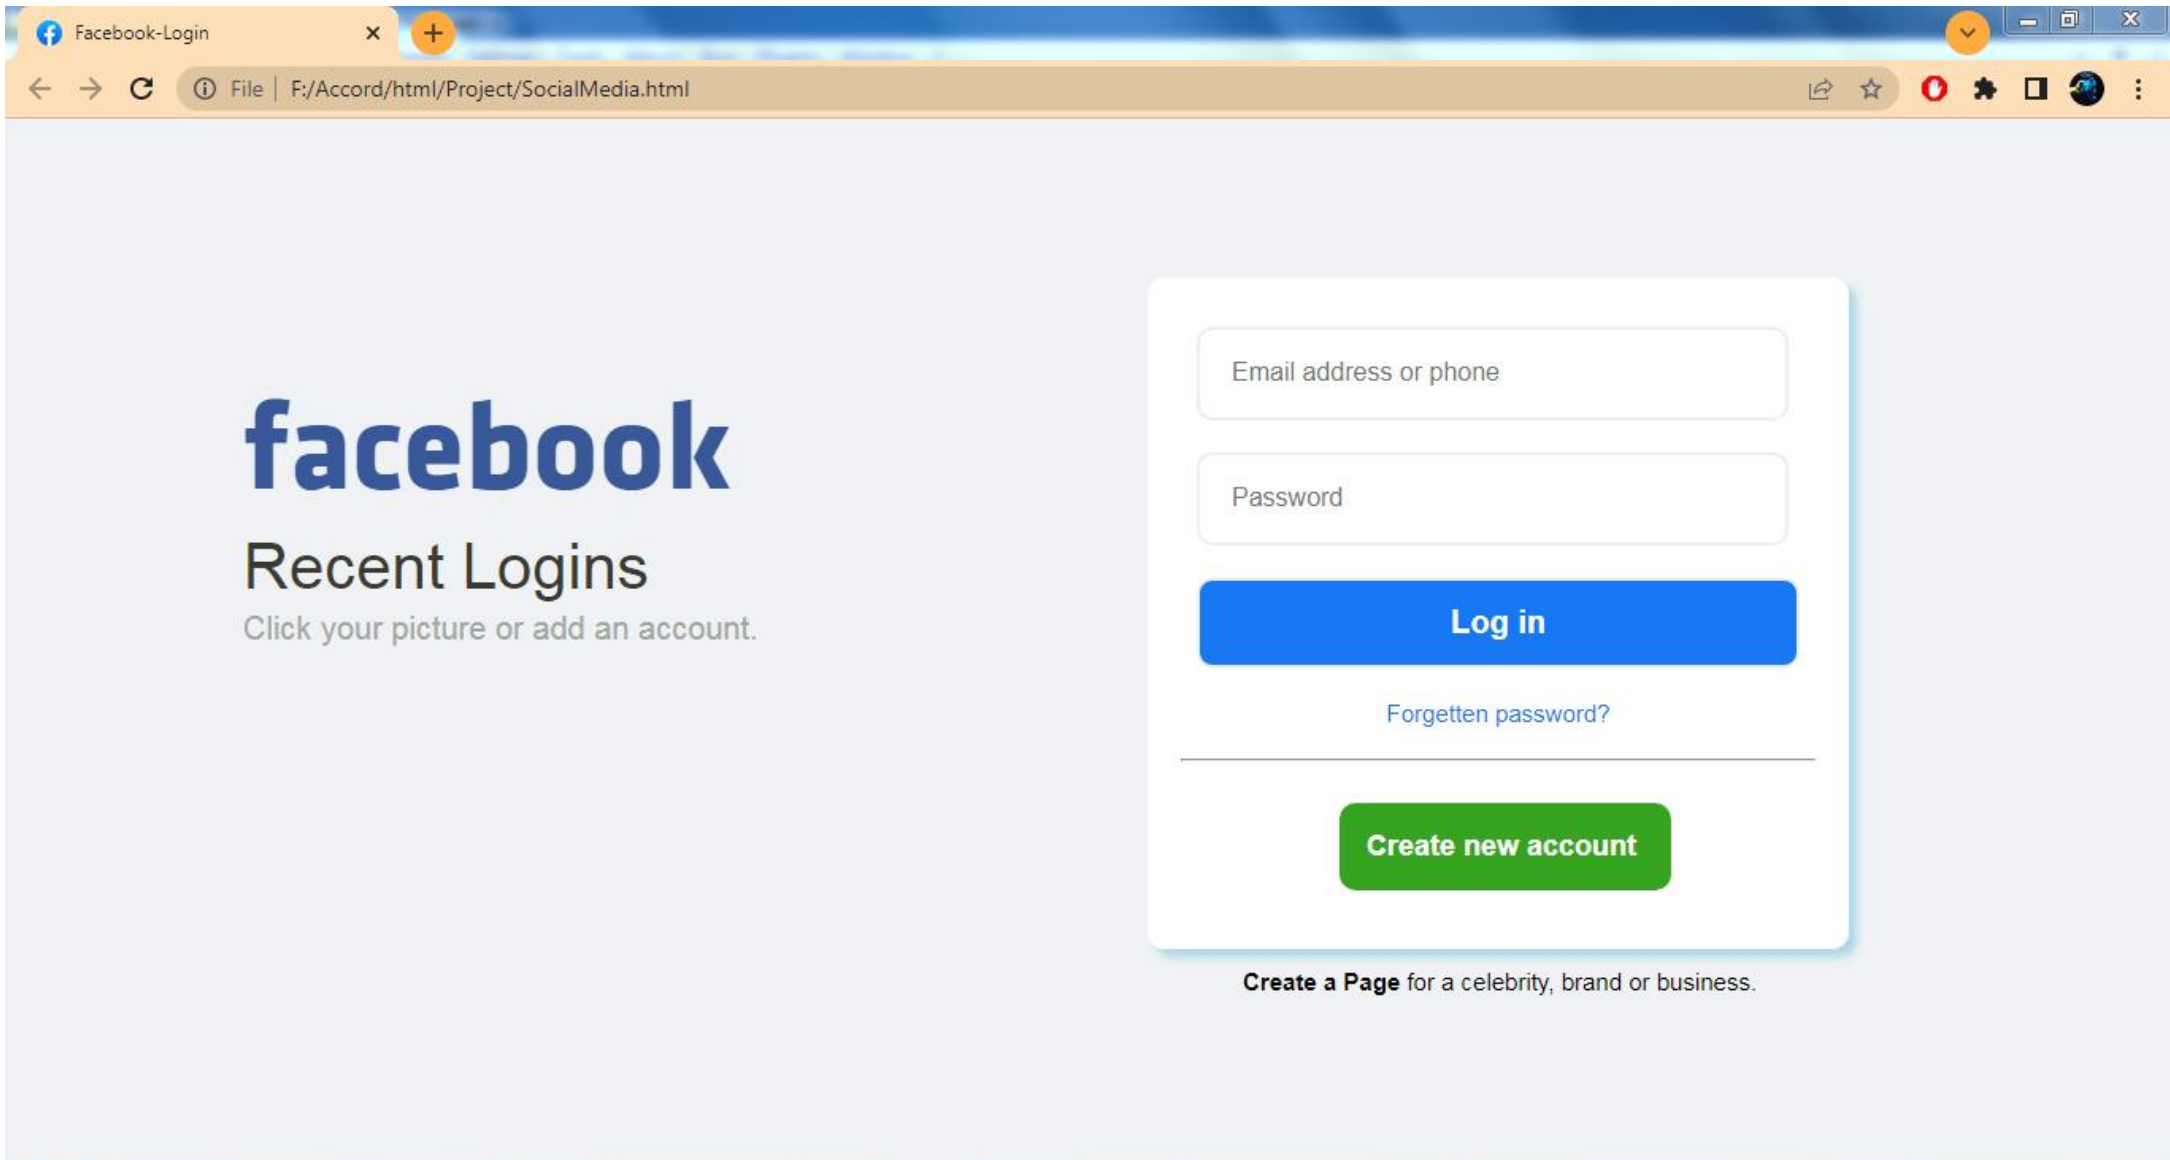 Facebook-Login
File | F:/Accord/html/Project/SocialMedia.html
facebook
Recent Logins
Click your picture or add an account.
Email address or phone
Password
Log in
Forgetten password?
Create new account
Create a Page for a celebrity, brand or business.